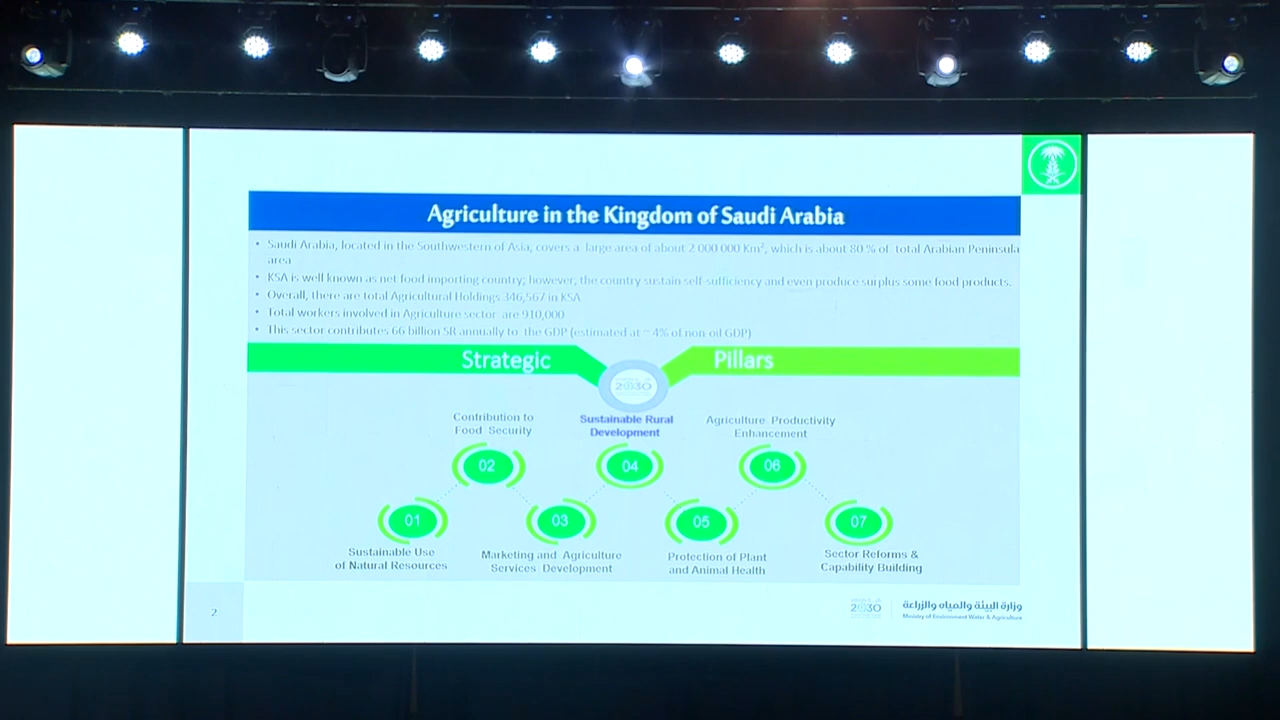 Agriculture in the Kingdom of Saudi Arabia
• Saudi Arabia, located in the Southwestern of Asia, covers a large area of about 2 000 000 Km², which is about 80 % of total Arabian Peninsula
area
• KSA is well known as net food importing country; however, the country sustain self-sufficiency and even produce surplus some food products.
• Overall, there are total Agricultural Holdings 346,567 in KSA
• Total workers involved in Agriculture sector are 910,000
• This sector contributes 66 billion SR annually to the GDP (estimated at ~4% of non oil GDP)
Strategic Pillars
2030
Contribution to
Food Security
Sustainable Rural
Development
Agriculture Productivity
Enhancement
02 04 06
01 03 05 07
Sustainable Use
of Natural Resources
Marketing and Agriculture
Services Development
Protection of Plant
and Animal Health
Sector Reforms &
Capability Building
2
2030
وزارة البيئة والمياه والزراعة
Ministry of Environment Water & Agriculture